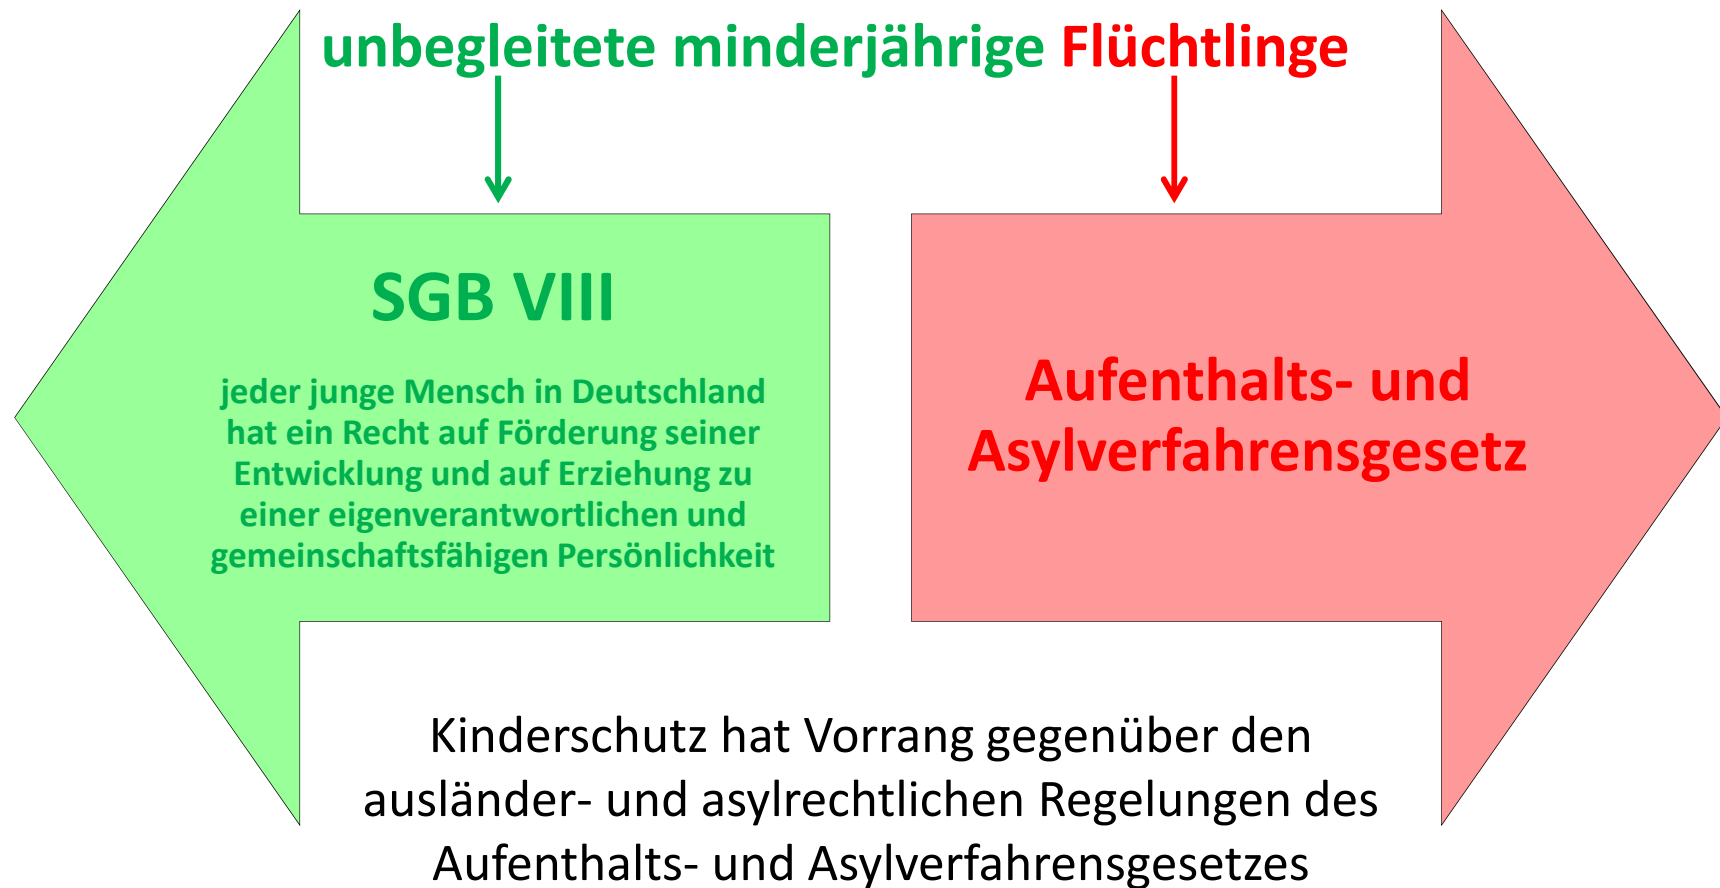 unbegleitete minderjährige Flüchtlinge
SGB VIII
jeder junge Mensch in Deutschland
hat ein Recht auf Förderung seiner
Entwicklung und auf Erziehung zu
einer eigenverantwortlichen und
gemeinschaftsfähigen Persönlichkeit
Aufenthalts- und
Asylverfahrensgesetz
Kinderschutz hat Vorrang gegenüber den
ausländer- und asylrechtlichen Regelungen des
Aufenthalts- und Asylverfahrensgesetzes